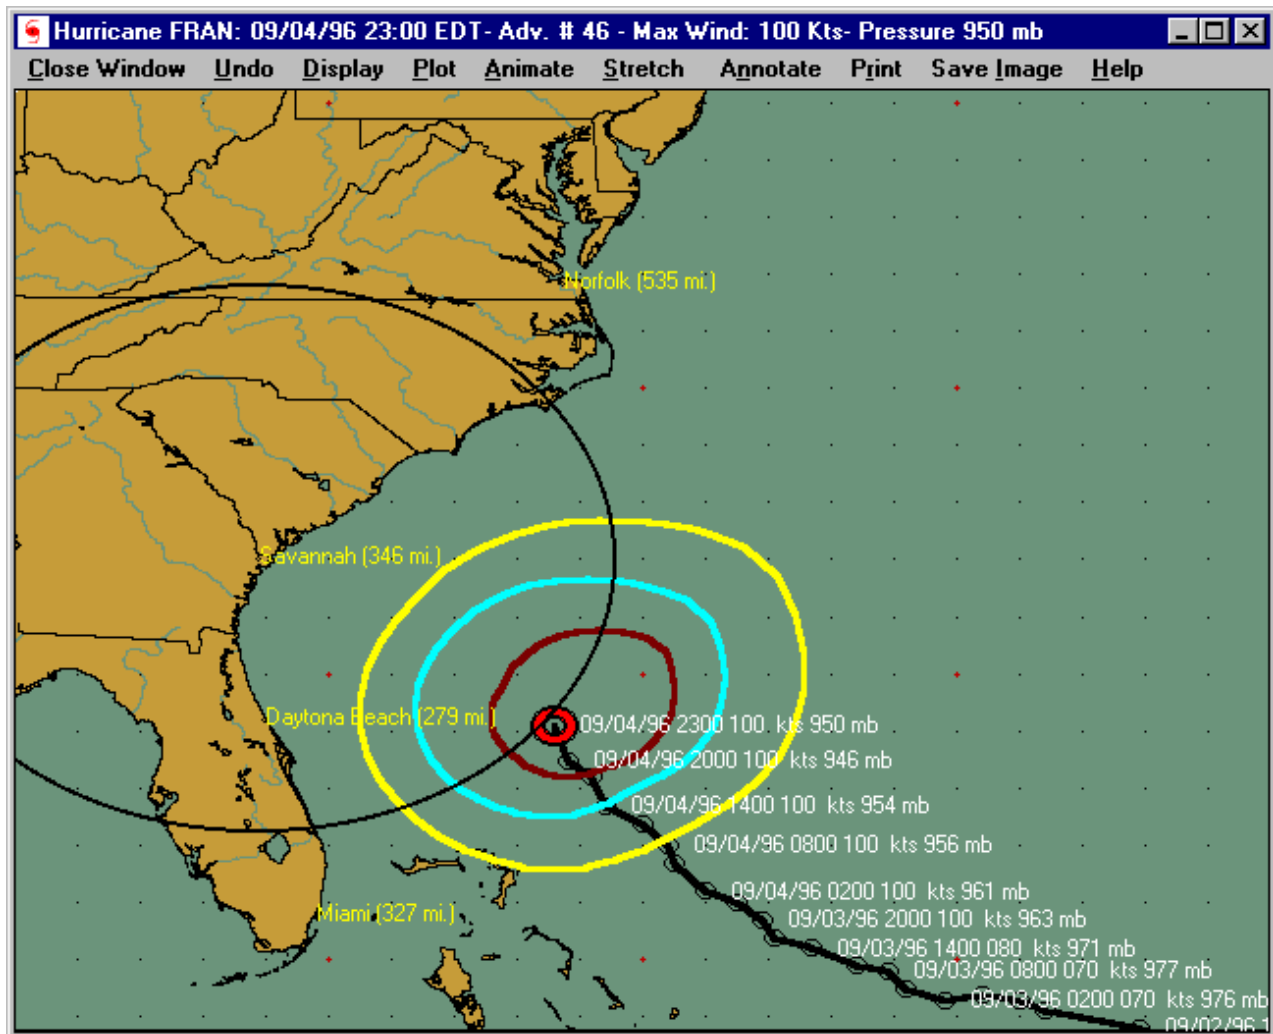 Hurricane FRAN: 09/04/96 23:00 EDT- Adv. # 46 - Max Wind: 100 Kts- Pressure 950 mb
Close Window Undo Display Plot Animate Stretch Annotate Print Save Image Help
Norfolk (535 mi.)
Savannah (346 mi.)
Daytona Beach (279 mi.)
09/04/96 2300 100 kts 950 mb
09/04/96 2000 100 kts 946 mb
09/04/96 1400 100 kts 954 mb
09/04/96 0800 100 kts 956 mb
09/04/96 0200 100 kts 961 mb
Miami (327 mi.)
09/03/96 2000 100 kts 963 mb
09/03/96 1400 080 kts 971 mb
09/03/96 0800 070 kts 977 mb
09/03/96 0200 070 kts 976 mb
09/02/96 1